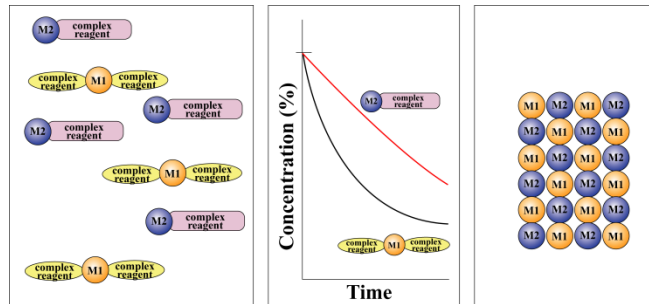 M2 complex
reagent
complex
reagent M1 complex
reagent
M2 complex
reagent
M2 complex
reagent
complex
reagent M1 complex
reagent
M2 complex
reagent
complex
reagent M1 complex
reagent
Concentration (%)
M2 complex
reagent
complex
reagent M1 complex
reagent
Time
M1 M2 M1 M2
M2 M1 M2 M1
M1 M2 M1 M2
M2 M1 M2 M1
M1 M2 M1 M2
M2 M1 M2 M1